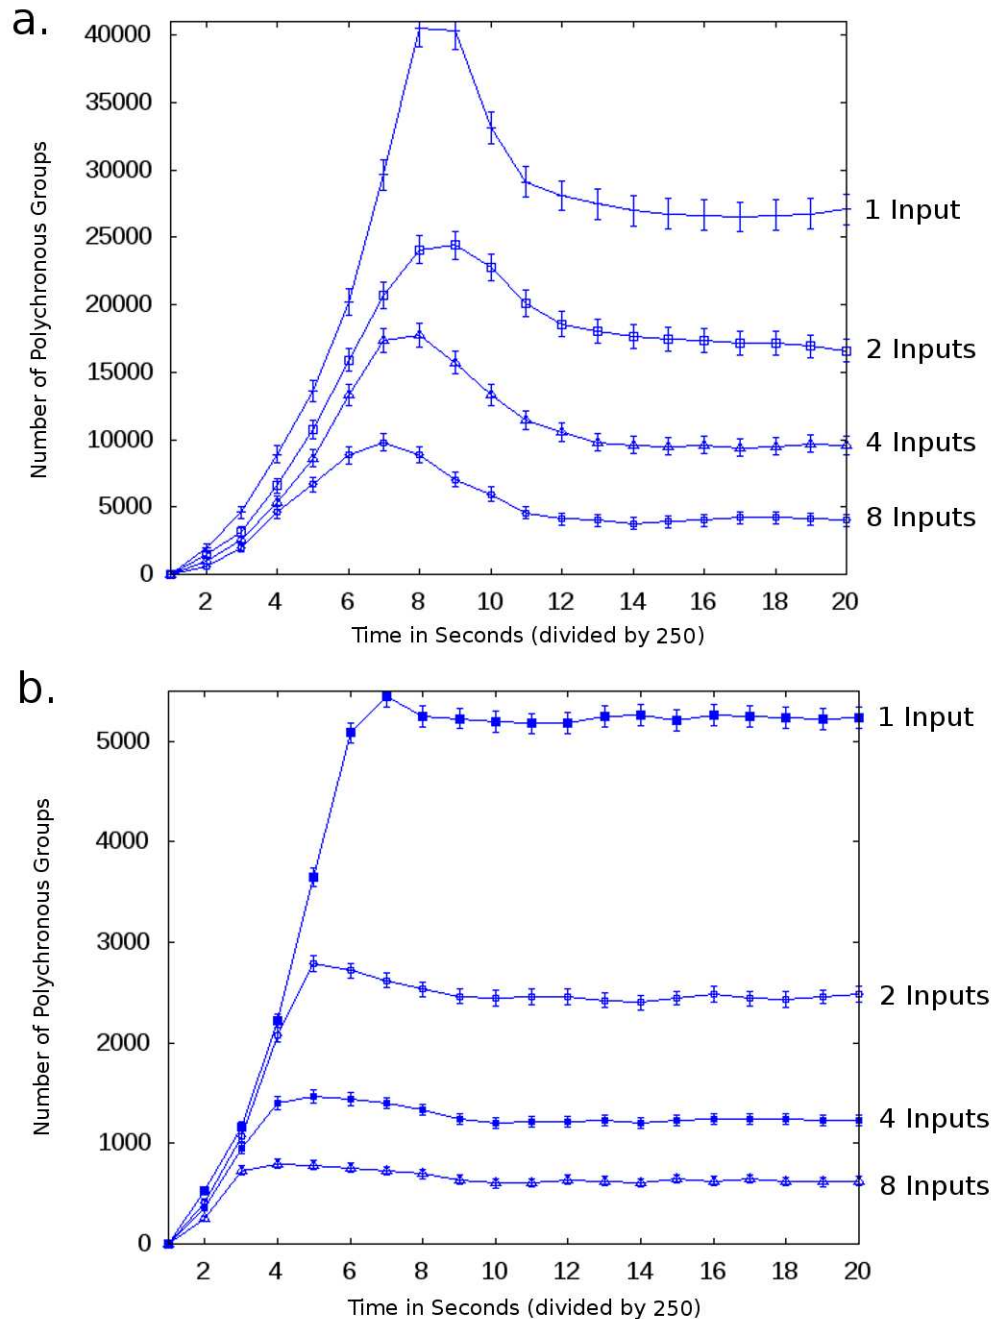 a.
40000
35000
30000
25000
20000
15000
10000
5000
0
Number of Polychronous Groups
1 Input
2 Inputs
4 Inputs
8 Inputs
2 4 6 8 10 12 14 16 18 20
Time in Seconds (divided by 250)
b.
5000
4000
3000
2000
1000
0
Number of Polychronous Groups
1 Input
2 Inputs
4 Inputs
8 Inputs
2 4 6 8 10 12 14 16 18 20
Time in Seconds (divided by 250)